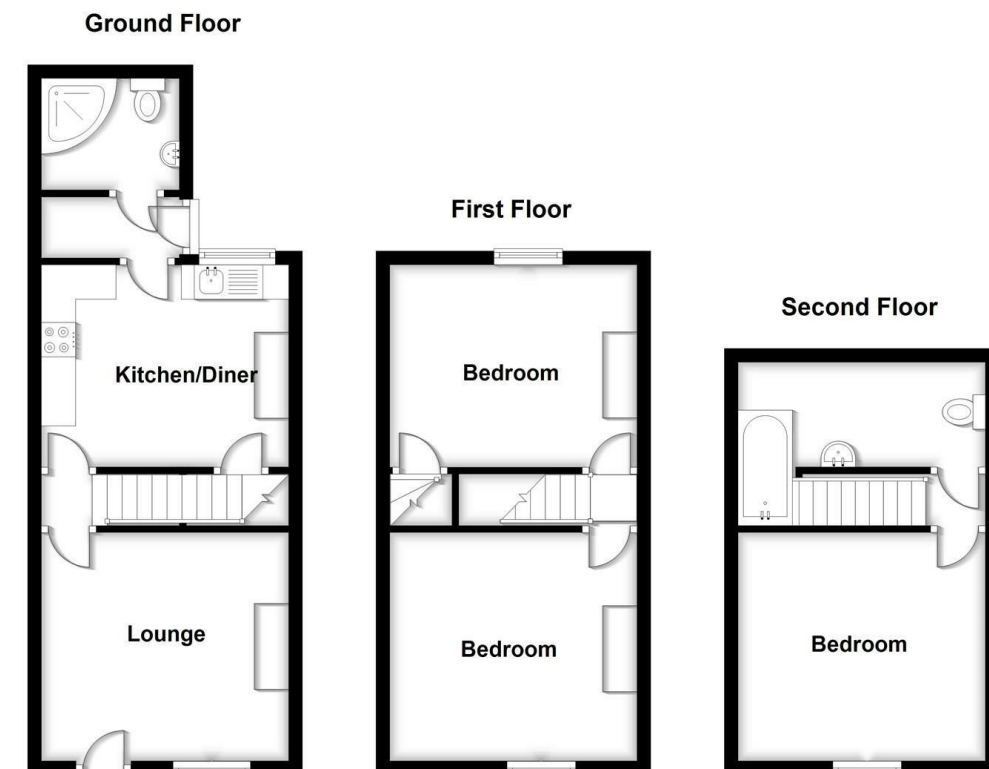 Ground Floor
Kitchen/Diner
Lounge
First Floor
Bedroom
Bedroom
Second Floor
Bedroom